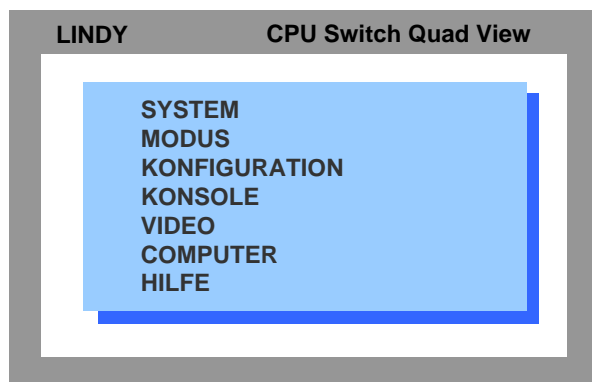 LINDY CPU Switch Quad View
SYSTEM
MODUS
KONFIGURATION
KONSOLE
VIDEO
COMPUTER
HILFE